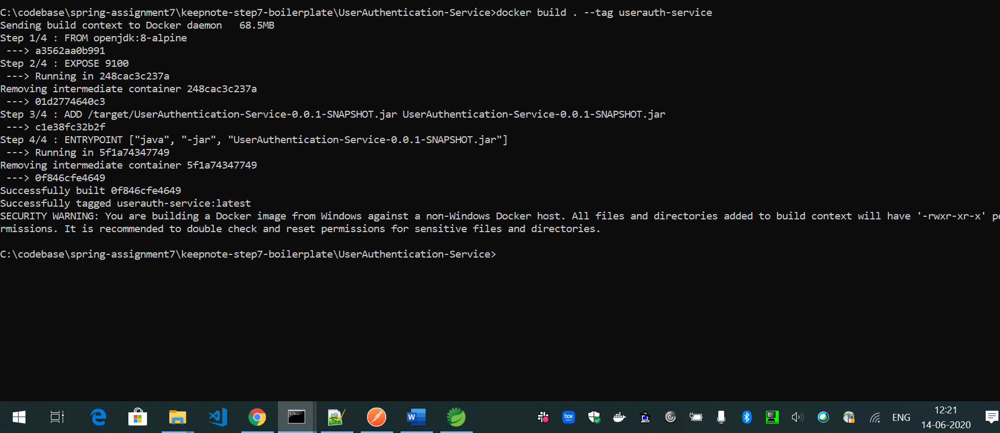 C:\codebase\spring-assignment7\keepnote-step7-boilerplate\UserAuthentication-Service>docker build . --tag userauth-service
Sending build context to Docker daemon   68.5MB
Step 1/4 : FROM openjdk:8-alpine
 ---> a3562aa0b991
Step 2/4 : EXPOSE 9100
 ---> Running in 248cac3c237a
Removing intermediate container 248cac3c237a
 ---> 01d2774640c3
Step 3/4 : ADD /target/UserAuthentication-Service-0.0.1-SNAPSHOT.jar UserAuthentication-Service-0.0.1-SNAPSHOT.jar
 ---> c1e38fc32b2f
Step 4/4 : ENTRYPOINT ["java", "-jar", "UserAuthentication-Service-0.0.1-SNAPSHOT.jar"]
 ---> Running in 5f1a74347749
Removing intermediate container 5f1a74347749
 ---> 0f846cfe4649
Successfully built 0f846cfe4649
Successfully tagged userauth-service:latest
SECURITY WARNING: You are building a Docker image from Windows against a non-Windows Docker host. All files and directories added to build context will have '-rwxr-xr-x' pe
rmissions. It is recommended to double check and reset permissions for sensitive files and directories.
C:\codebase\spring-assignment7\keepnote-step7-boilerplate\UserAuthentication-Service>
W
box
EDIT
ENG
12:21
14-06-2020